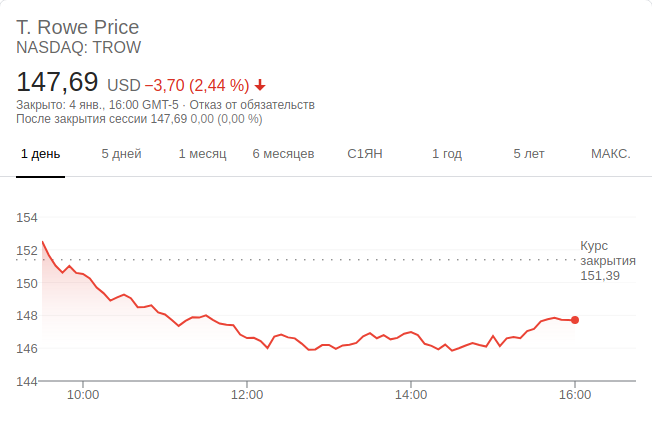 T. Rowe Price
NASDAQ: TROW
147,69 USD −3,70 (2,44 %)
Закрыто: 4 янв., 16:00 GMT-5 · Отказ от обязательств
После закрытия сессии 147,69 0,00 (0,00 %)
1 день 5 дней 1 месяц 6 месяцев С1ЯН 1 год 5 лет МАКС.
154
152
150
148
146
144
Курс
закрытия
151,39
10:00 12:00 14:00 16:00